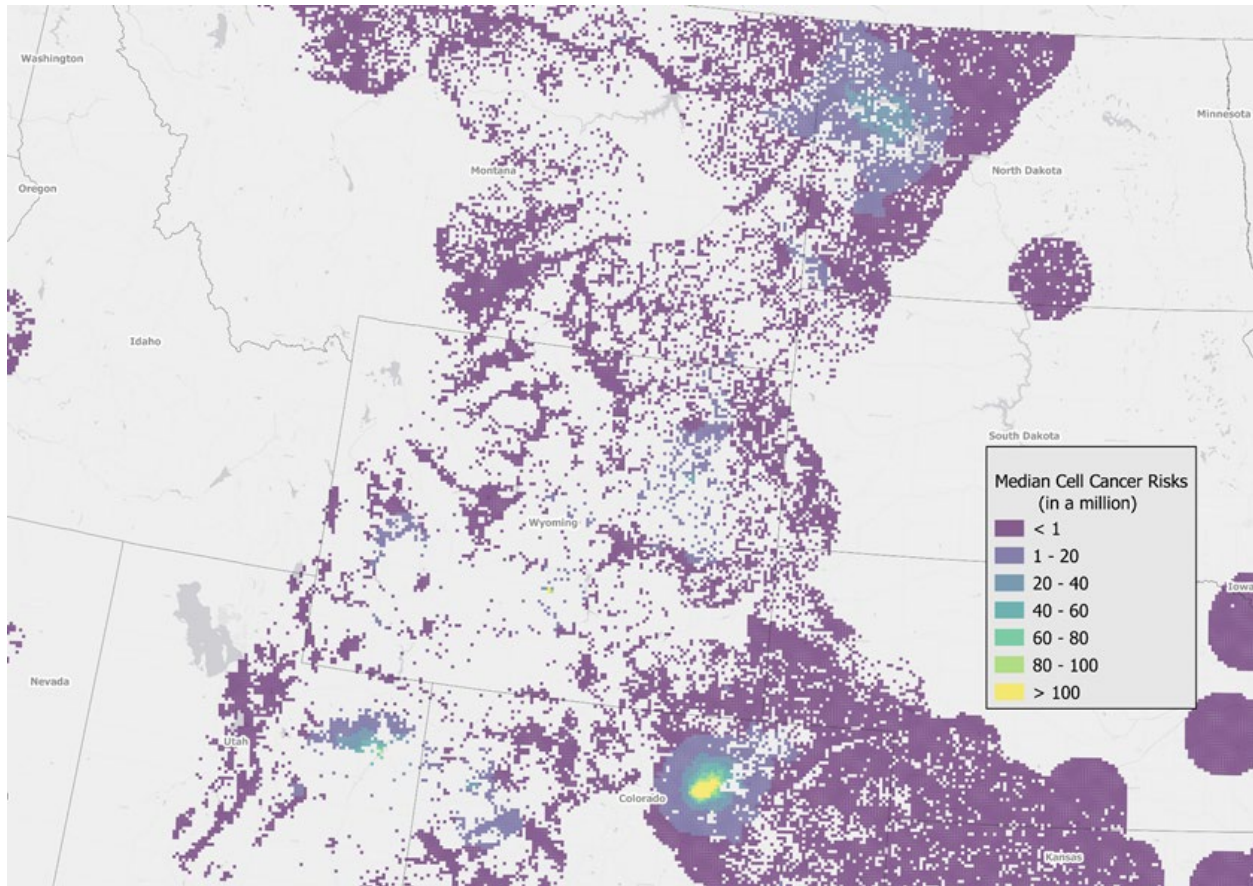 Washington
Minnesota
Montana
North Dakota
Oregon
Idaho
South Dakota
Median Cell Cancer Risks
(in a million)
< 1
1 - 20
20 - 40
40 - 60
60 - 80
80 - 100
> 100
Wyoming
Iowa
Nevada
Utah
Colorado
Kansas